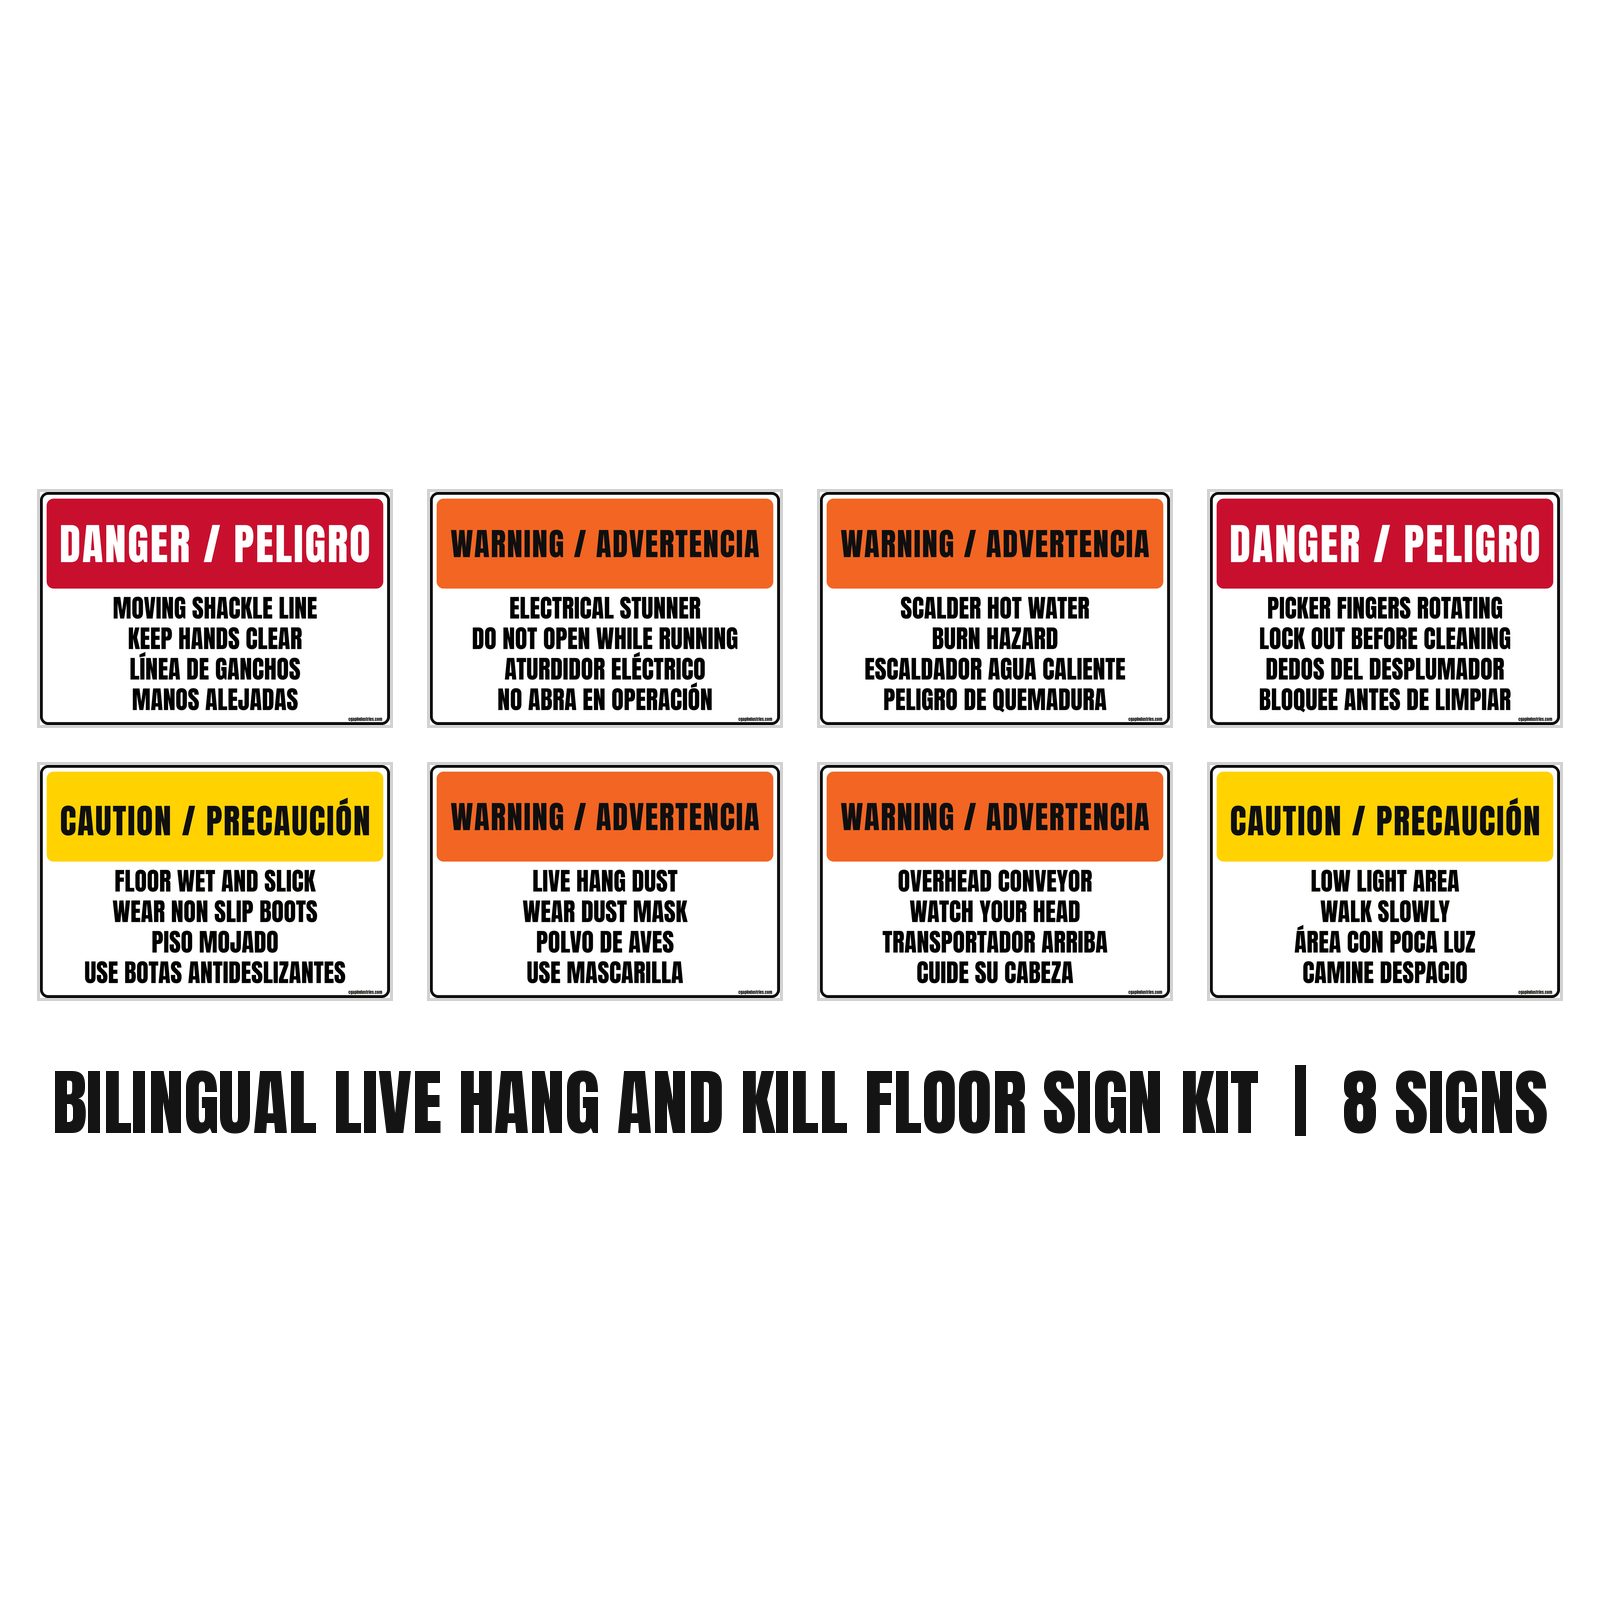 DANGER / PELIGRO
MOVING SHACKLE LINE
KEEP HANDS CLEAR
LÍNEA DE GANCHOS
MANOS ALEJADAS
cgaphindustries.com
WARNING / ADVERTENCIA
ELECTRICAL STUNNER
DO NOT OPEN WHILE RUNNING
ATURDIDOR ELÉCTRICO
NO ABRA EN OPERACIÓN
WARNING / ADVERTENCIA
SCALDER HOT WATER
BURN HAZARD
ESCALDADOR AGUA CALIENTE
PELIGRO DE QUEMADURA
DANGER / PELIGRO
PICKER FINGERS ROTATING
LOCK OUT BEFORE CLEANING
DEDOS DEL DESPLUMADOR
BLOQUEE ANTES DE LIMPIAR
CAUTION / PRECAUCIÓN
FLOOR WET AND SLICK
WEAR NON SLIP BOOTS
PISO MOJADO
USE BOTAS ANTIDESLIZANTES
WARNING / ADVERTENCIA
LIVE HANG DUST
WEAR DUST MASK
POLVO DE AVES
USE MASCARILLA
WARNING / ADVERTENCIA
OVERHEAD CONVEYOR
WATCH YOUR HEAD
TRANSPORTADOR ARRIBA
CUIDE SU CABEZA
CAUTION / PRECAUCIÓN
LOW LIGHT AREA
WALK SLOWLY
ÁREA CON POCA LUZ
CAMINE DESPACIO
BILINGUAL LIVE HANG AND KILL FLOOR SIGN KIT | 8 SIGNS